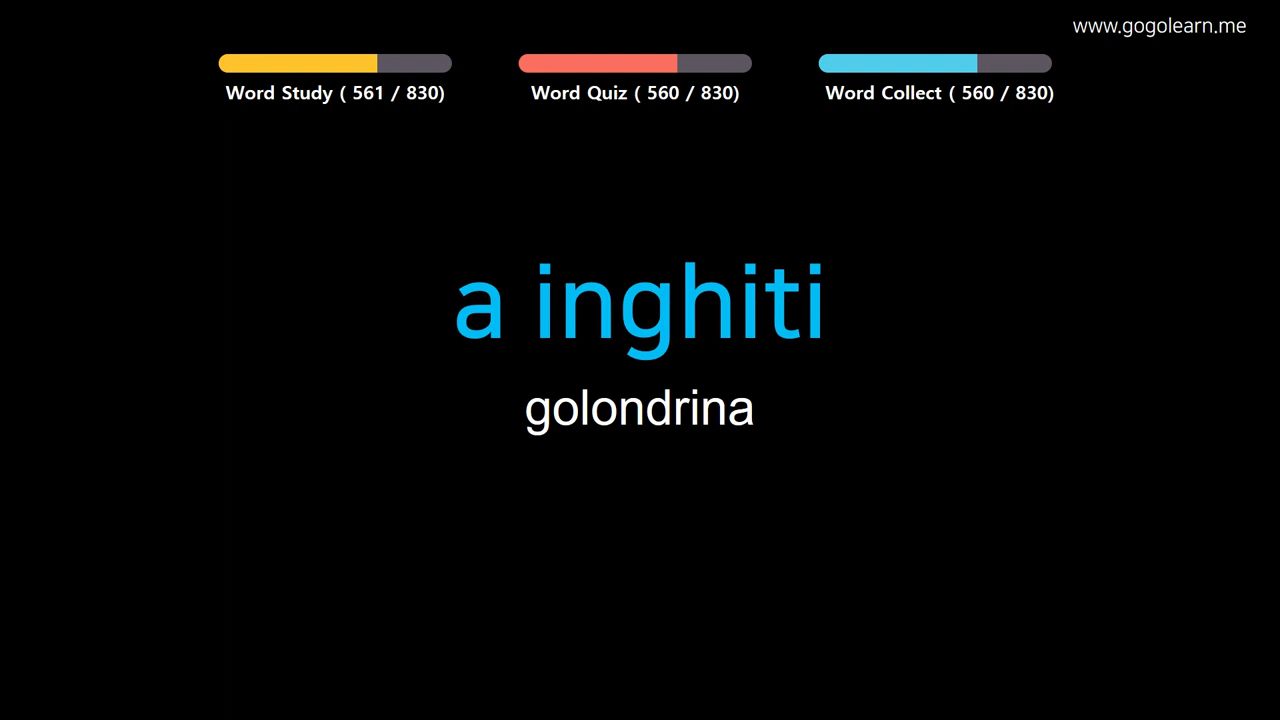 www.gogolearn.me
Word Study ( 561 / 830)
Word Quiz ( 560 / 830)
Word Collect ( 560 / 830)
a inghiti
golondrina